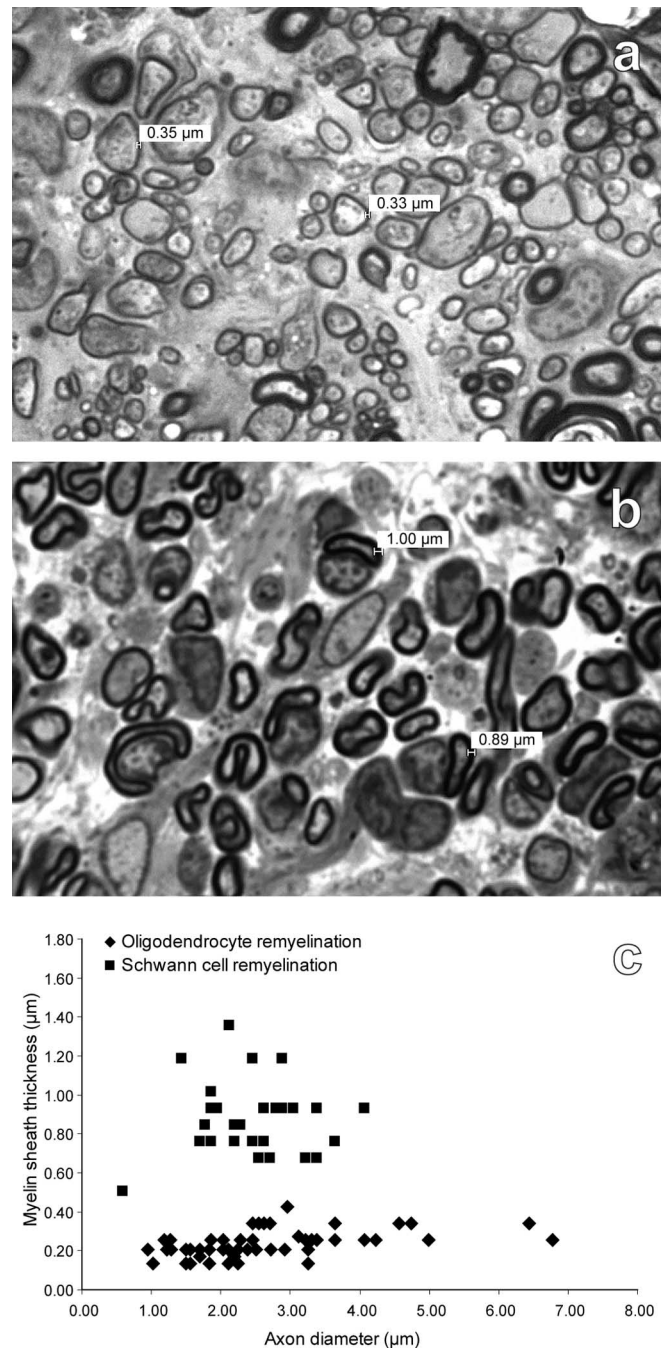 a
0.35 µm
0.33 µm
b
1.00 µm
0.89 µm
c
Oligodendrocyte remyelination
Schwann cell remyelination
Myelin sheath thickness (µm)
1.80
1.60
1.40
1.20
1.00
0.80
0.60
0.40
0.20
0.00
0.00 1.00 2.00 3.00 4.00 5.00 6.00 7.00 8.00
Axon diameter (µm)